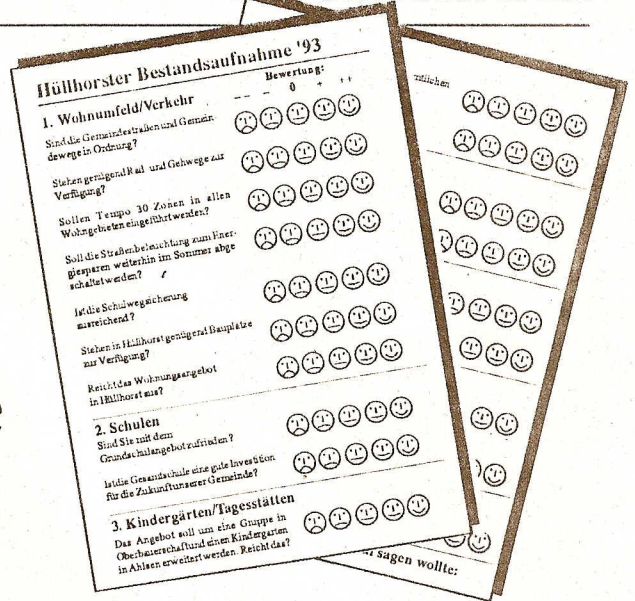 Hüllhorster Bestandsaufnahme '93
Bewertung:
-- - 0 + ++
1. Wohnumfeld/Verkehr
Sind die Gemeindestraßen und Gemein
dewege in Ordnung?
Stehen genügend Rad- und Gehwege zur
Verfügung?
Sollen Tempo 30 Zonen in allen
Wohngebieten eingeführt werden?
Soll die Straßenbeleuchtung zum Ener-
giesparen weiterhin im Sommer abge
schaltet werden?
Ist die Schulwegsicherung
ausreichend?
Stehen in Hüllhorst genügend Bauplätze
zur Verfügung?
Reicht das Wohnungsangebot
in Hüllhorst aus?
2. Schulen
Sind Sie mit dem
Grundschulangebot zufrieden?
Ist die Gesamtschule eine gute Investition
für die Zukunft unserer Gemeinde?
3. Kindergärten/Tagesstätten
Das Angebot soll um eine Gruppe in
Oberbauerschaft und einen Kindergarten
in Ahlsen erweitert werden. Reicht das?
ntlichen
sagen wollte: